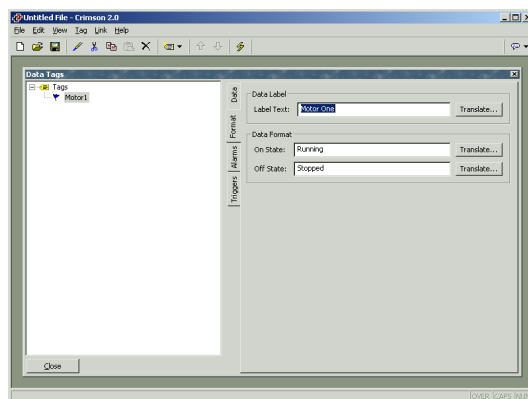 Untitled File - Crimson 2.0
File Edit View Tag Link Help
Data Tags
Tags
Motor1
Data
Format
Alarms
Triggers
Data Label
Label Text: Motor One Translate...
Data Format
On State: Running Translate...
Off State: Stopped Translate...
Close
OVER CAPS NUM